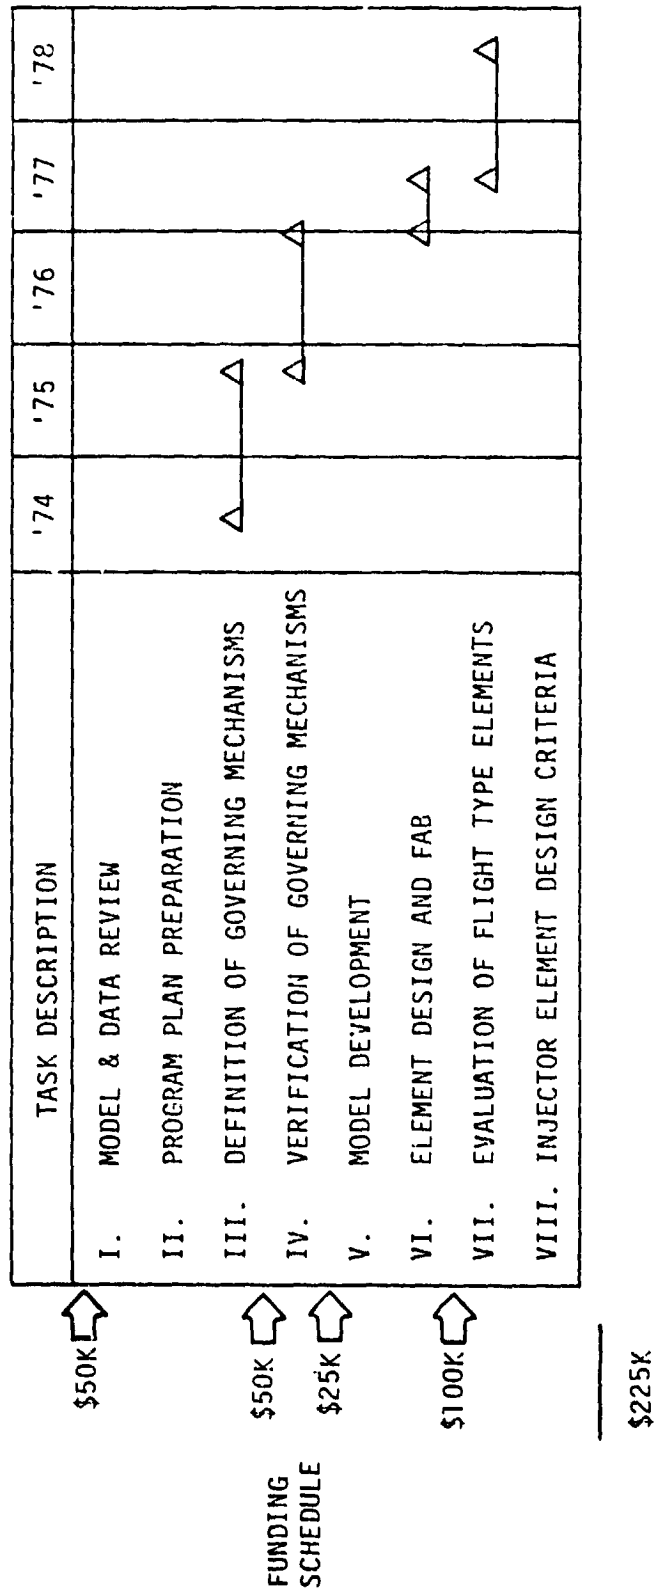 TASK DESCRIPTION '74 '75 '76 '77 '78
$50K
I. MODEL & DATA REVIEW
II. PROGRAM PLAN PREPARATION
III. DEFINITION OF GOVERNING MECHANISMS
FUNDING SCHEDULE
$50K
IV. VERIFICATION OF GOVERNING MECHANISMS
$25K
V. MODEL DEVELOPMENT
VI. ELEMENT DESIGN AND FAB
$100K
VII. EVALUATION OF FLIGHT TYPE ELEMENTS
VIII. INJECTOR ELEMENT DESIGN CRITERIA
$225K